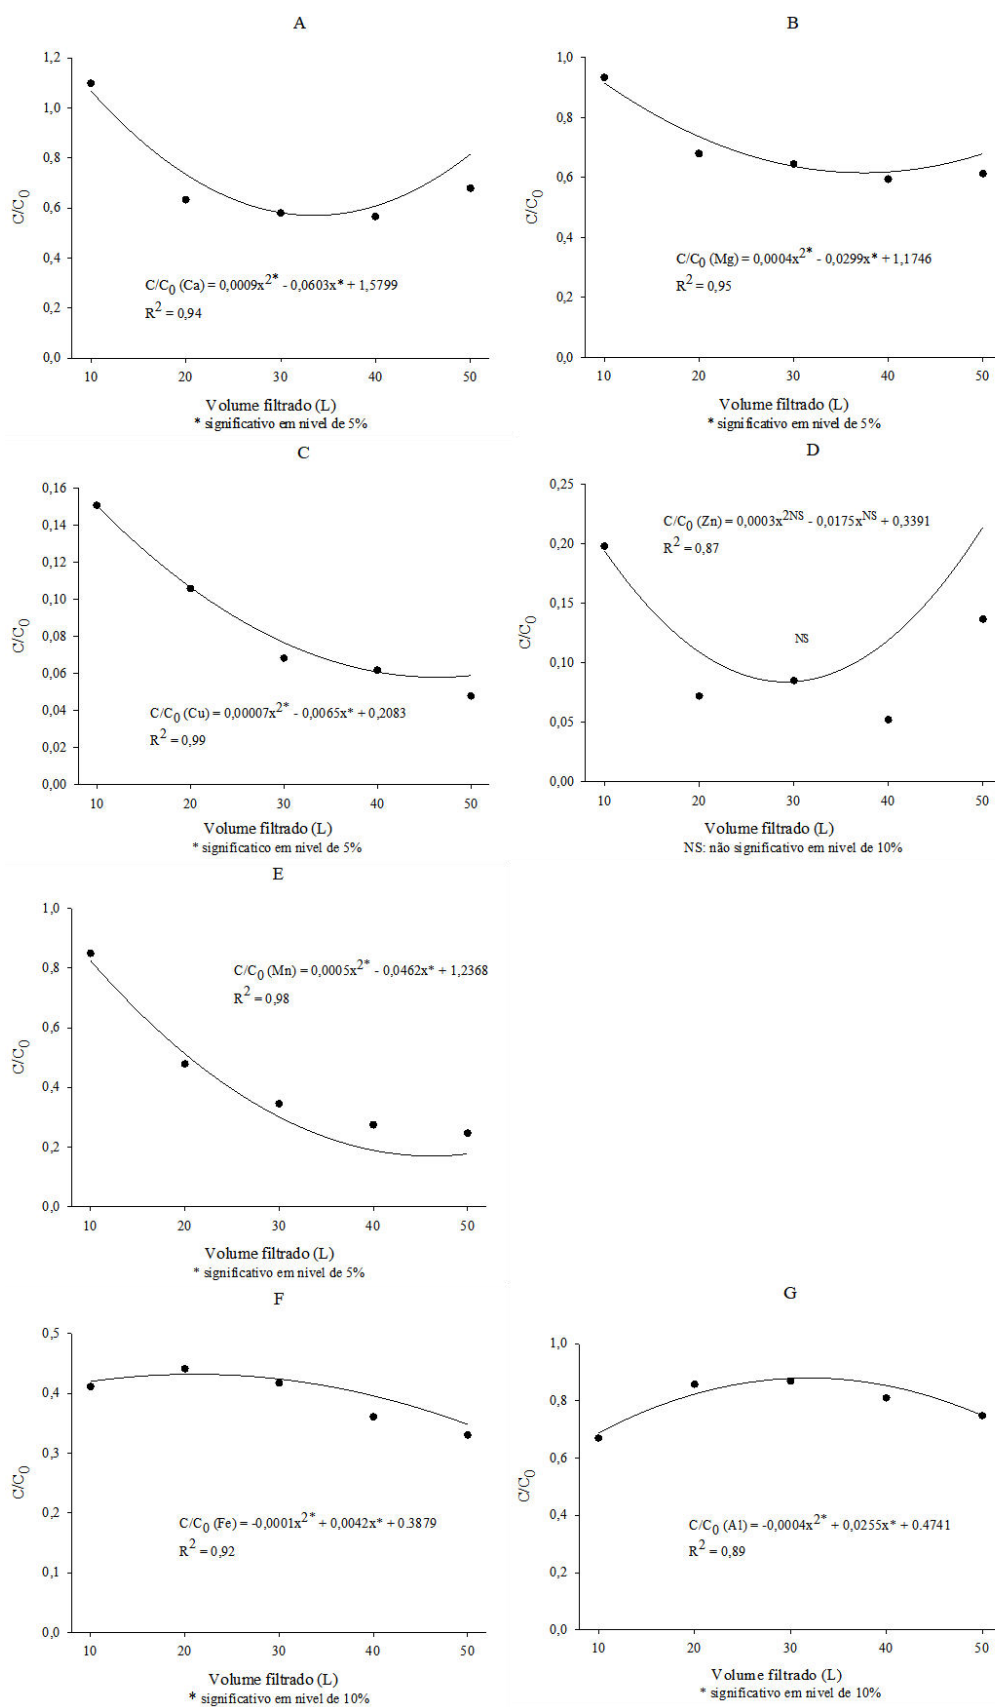 A
1,2
1,0
0,8
0,6
0,4
0,2
0,0
C/C0
C/C0 (Ca) = 0,0009x2* - 0,0603x* + 1,5799
R2 = 0,94
10 20 30 40 50
Volume filtrado (L)
* significativo em nivel de 5%
B
1,0
0,8
0,6
0,4
0,2
0,0
C/C0
C/C0 (Mg) = 0,0004x2* - 0,0299x* + 1,1746
R2 = 0,95
10 20 30 40 50
Volume filtrado (L)
* significativo em nivel de 5%
C
0,16
0,14
0,12
0,10
0,08
0,06
0,04
0,02
0,00
C/C0
C/C0 (Cu) = 0,00007x2* - 0,0065x* + 0,2083
R2 = 0,99
10 20 30 40 50
Volume filtrado (L)
* significatico em nivel de 5%
D
0,25
0,20
0,15
0,10
0,05
0,00
C/C0
C/C0 (Zn) = 0,0003x2NS - 0,0175xNS + 0,3391
R2 = 0,87
NS
10 20 30 40 50
Volume filtrado (L)
NS: não significativo em nivel de 10%
E
1,0
0,8
0,6
0,4
0,2
0,0
C/C0
C/C0 (Mn) = 0,0005x2* - 0,0462x* + 1,2368
R2 = 0,98
10 20 30 40 50
Volume filtrado (L)
* significativo em nivel de 5%
F
0,5
0,4
0,3
0,2
0,1
0,0
C/C0
C/C0 (Fe) = -0,0001x2* + 0,0042x* + 0.3879
R2 = 0,92
10 20 30 40 50
Volume filtrado (L)
* significativo em nivel de 10%
G
1,0
0,8
0,6
0,4
0,2
0,0
C/C0
C/C0 (Al) = -0,0004x2* + 0,0255x* + 0.4741
R2 = 0,89
10 20 30 40 50
Volume filtrado (L)
* significativo em nivel de 10%